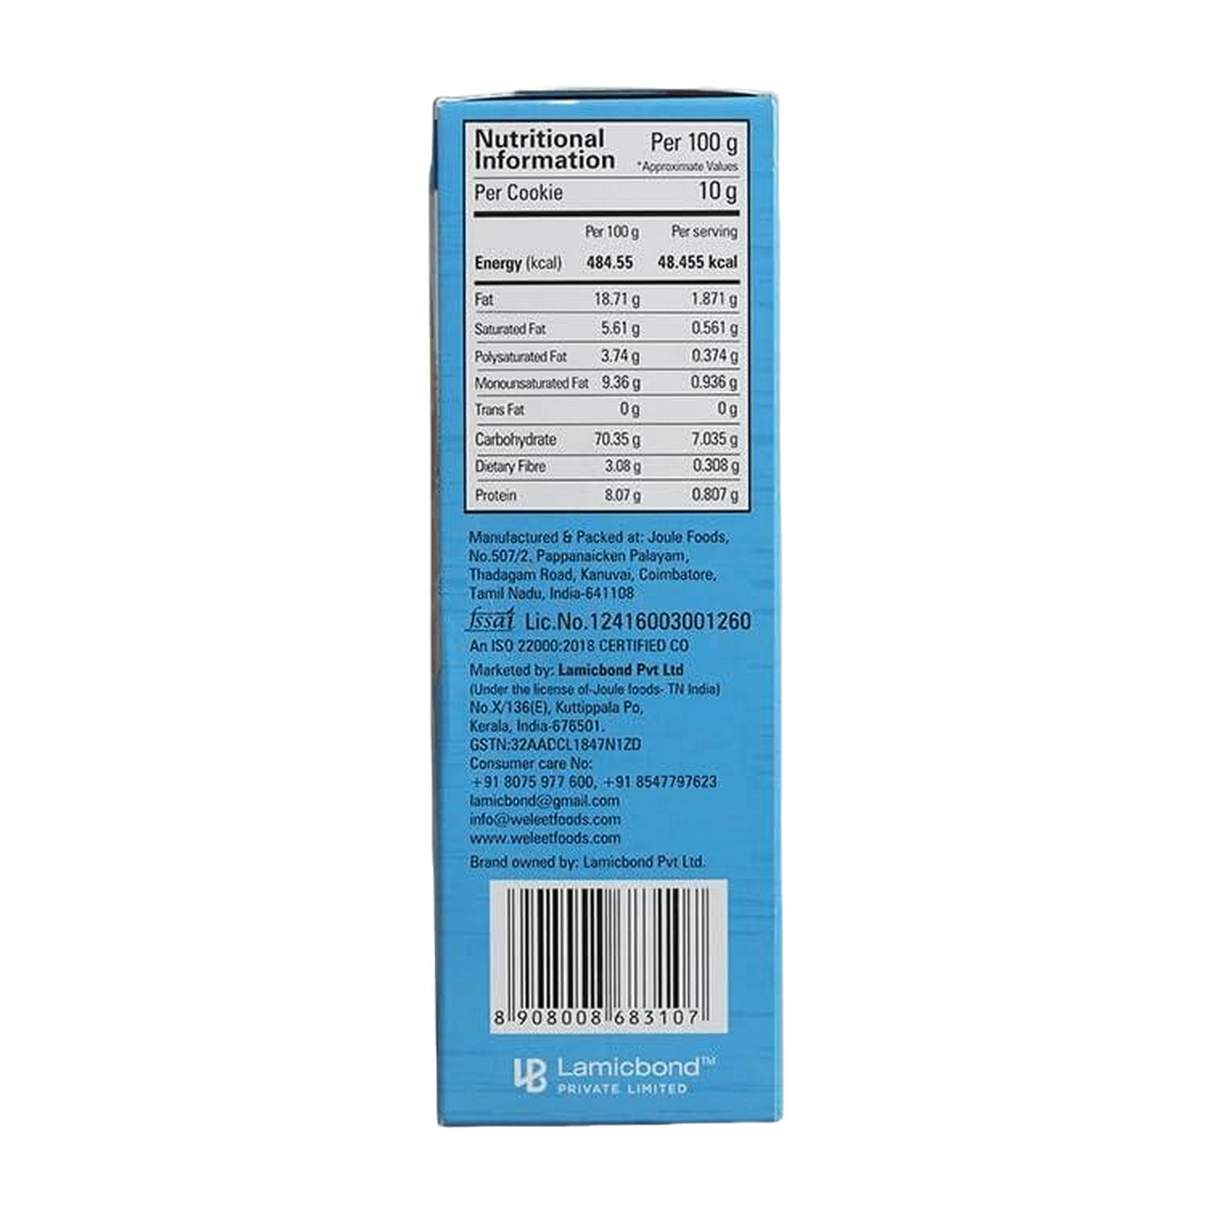 Nutritional Information Per 100 g
*Approximate Values
Per Cookie 10 g
Per 100 g Per serving
Energy (kcal) 484.55 48.455 kcal
Fat 18.71 g 1.871 g
Saturated Fat 5.61 g 0.561 g
Polysaturated Fat 3.74 g 0.374 g
Monounsaturated Fat 9.36 g 0.936 g
Trans Fat 0 g 0 g
Carbohydrate 70.35 g 7.035 g
Dietary Fibre 3.08 g 0.308 g
Protein 8.07 g 0.807 g
Manufactured & Packed at: Joule Foods,
No.507/2, Pappanaicken Palayam,
Thadagam Road, Kanuvai, Coimbatore,
Tamil Nadu, India-641108
fssai Lic.No.12416003001260
An ISO 22000:2018 CERTIFIED CO
Marketed by: Lamicbond Pvt Ltd
(Under the license of-Joule foods- TN India)
No.X/136(E), Kuttippala Po,
Kerala, India-676501.
GSTN:32AADCL1847N1ZD
Consumer care No:
+91 8075 977 600, +91 8547797623
lamicbond@gmail.com
info@weleetfoods.com
www.weleetfoods.com
Brand owned by: Lamicbond Pvt Ltd.
8 908008 683107
LB Lamicbond™
PRIVATE LIMITED